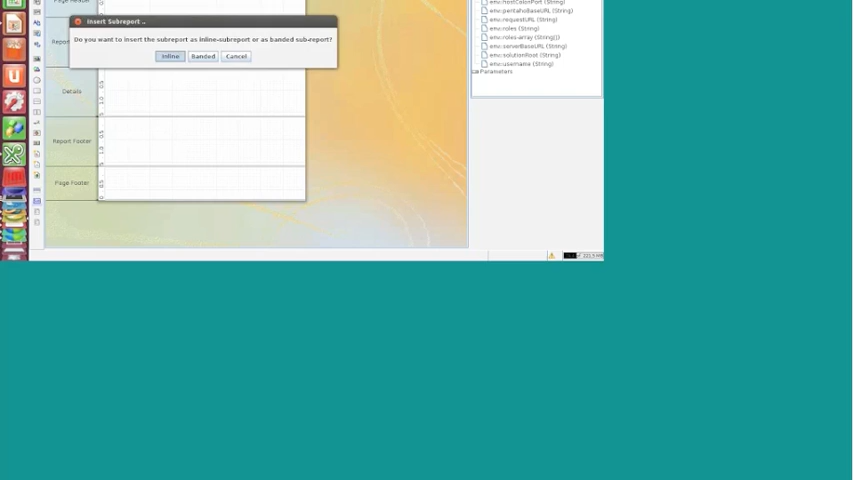 Page Header
env:hostColonPort (String)
env:pentahoBaseURL (String)
env:requestURL (String)
env:roles (String)
env:roles-array (String[])
env:serverBaseURL (String)
env:solutionRoot (String)
env:username (String)
Parameters
Insert Subreport ..
Do you want to insert the subreport as inline-subreport or as banded sub-report?
Inline
Banded
Cancel
Report
Details
Report Footer
Page Footer